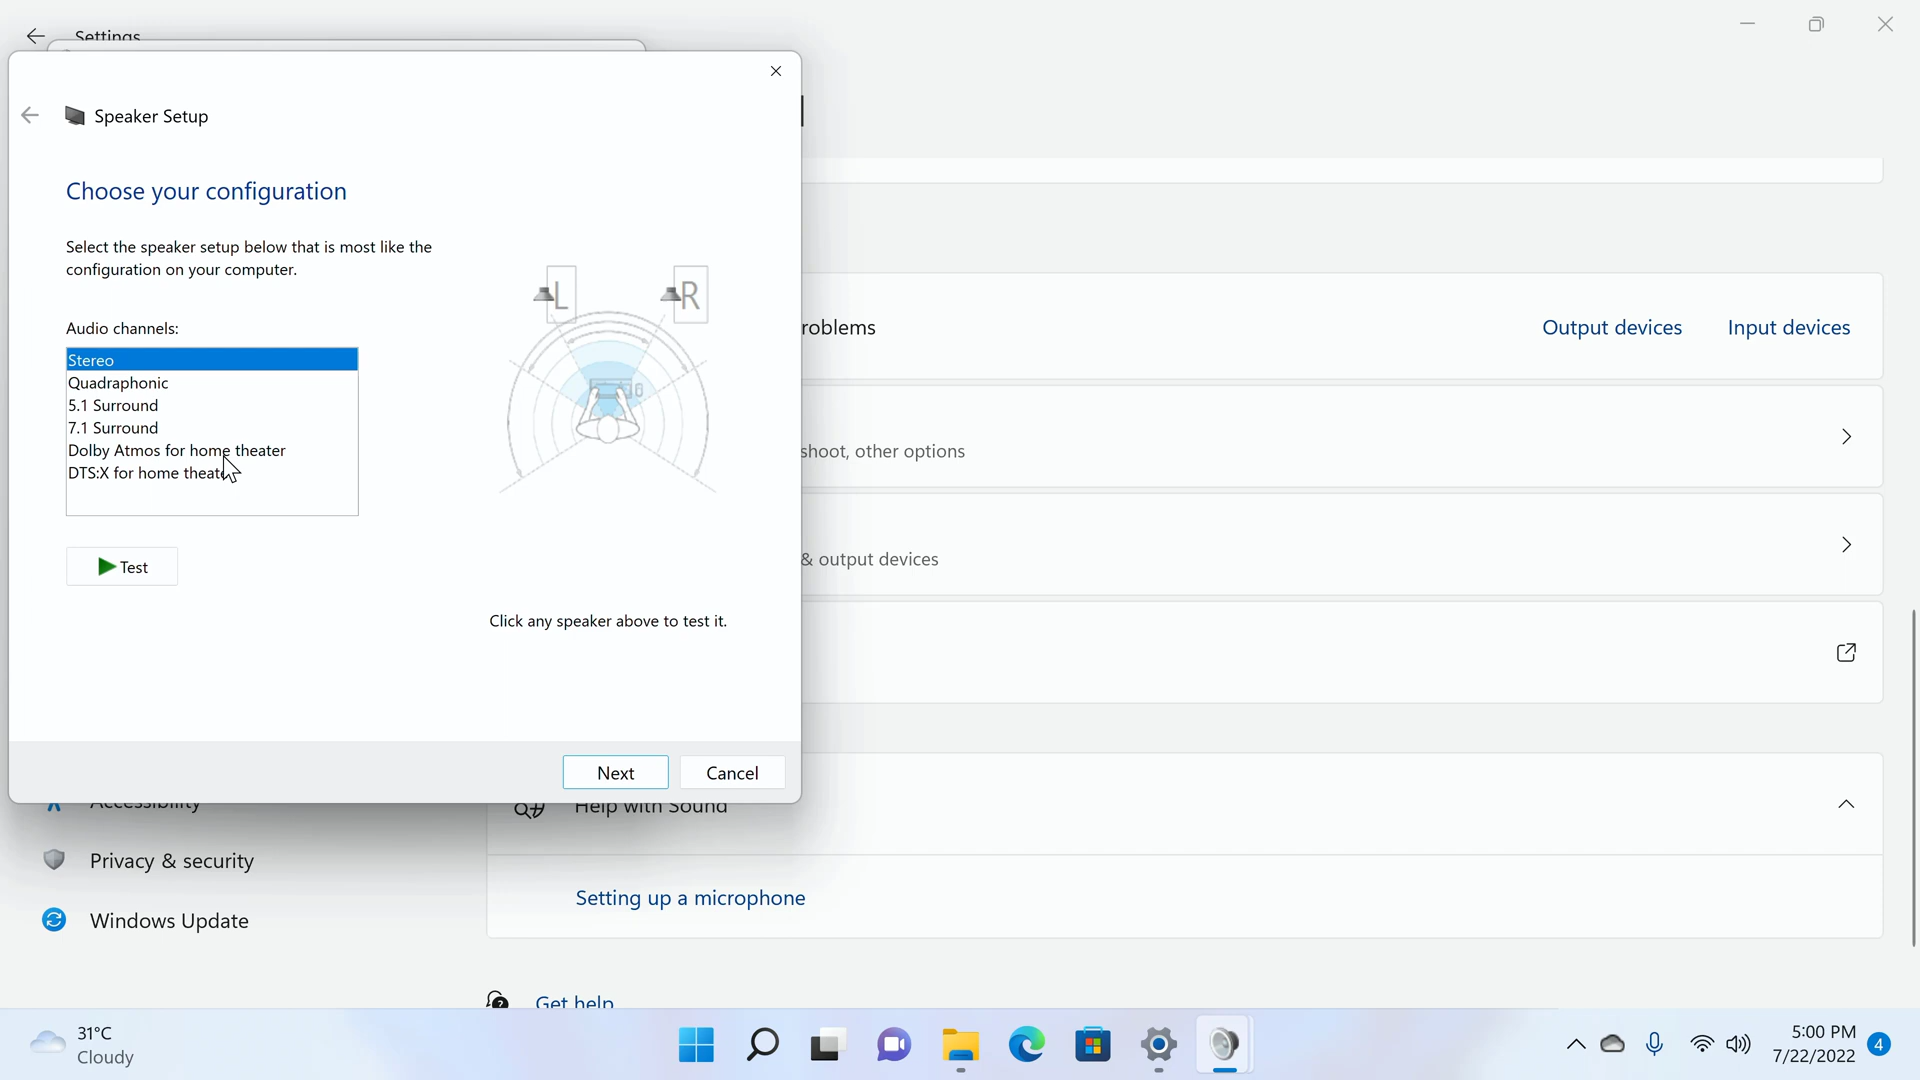 Settings
Speaker Setup
Choose your configuration
Select the speaker setup below that is most like the
configuration on your computer.
Audio channels:
Stereo
Quadraphonic
5.1 Surround
7.1 Surround
Dolby Atmos for home theater
DTS:X for home theate
Test
L
R
Click any speaker above to test it.
Next
Cancel
roblems
Output devices
Input devices
shoot, other options
& output devices
Accessibility
Privacy & security
Windows Update
Help with Sound
Setting up a microphone
Get help
31°C
Cloudy
5:00 PM
7/22/2022
4